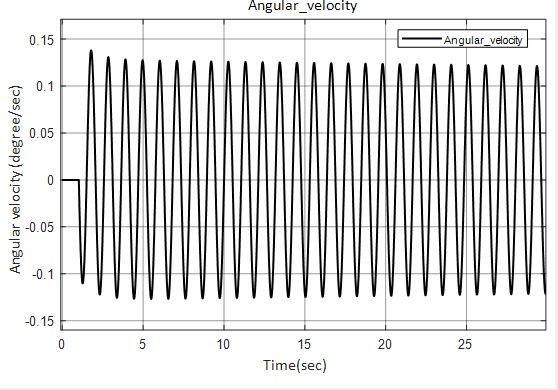 Angular_velocity
Angular_velocity
0.15
0.1
0.05
0
-0.05
-0.1
-0.15
Angular velocity (degree/sec)
0 5 10 15 20 25
Time(sec)